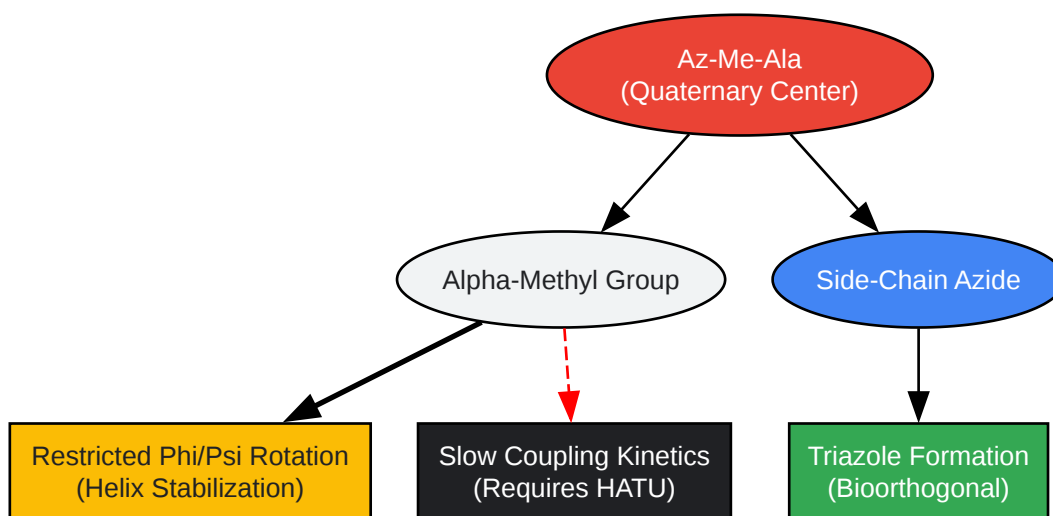 Az-Me-Ala
(Quaternary Center)
Alpha-Methyl Group
Side-Chain Azide
Restricted Phi/Psi Rotation
(Helix Stabilization)
Slow Coupling Kinetics
(Requires HATU)
Triazole Formation
(Bioorthogonal)